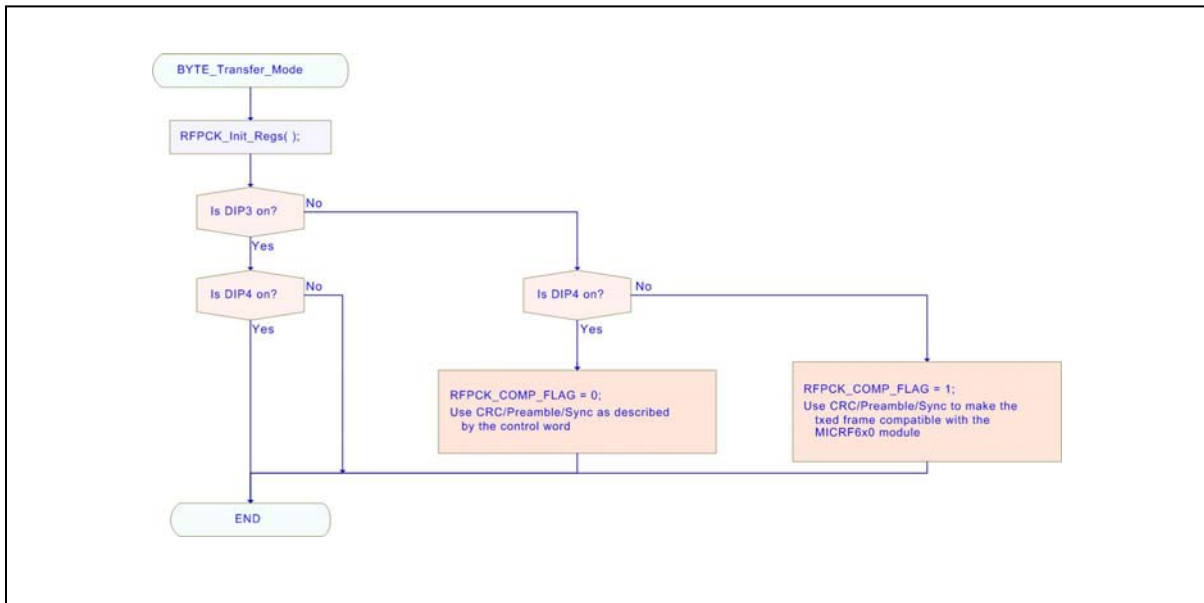 BYTE_Transfer_Mode
RFPCK_Init_Regs( );
Is DIP3 on?
No
Yes
Is DIP4 on?
No
Yes
Is DIP4 on?
No
Yes
RFPCK_COMP_FLAG = 0;
Use CRC/Preamble/Sync as described
by the control word
RFPCK_COMP_FLAG = 1;
Use CRC/Preamble/Sync to make the
txed frame compatible with the
MICRF6x0 module
END